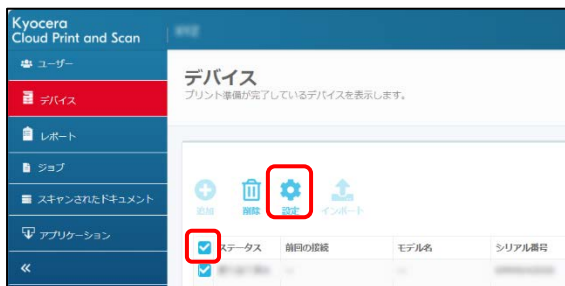 Kyocera
Cloud Print and Scan
ユーザー
デバイス
レポート
ジョブ
スキャンされたドキュメント
アプリケーション
«
デバイス
プリント準備が完了しているデバイスを表示します。
追加 削除 設定 インポート
ステータス 前回の接続 モデル名 シリアル番号